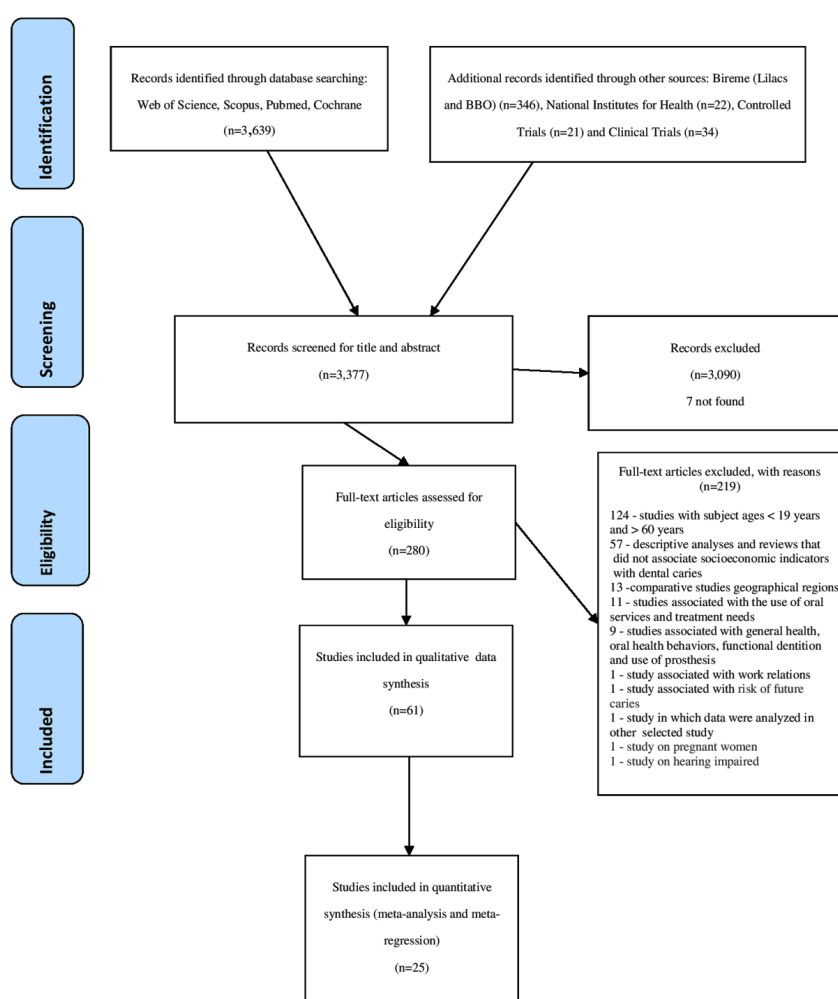 Identification
Records identified through database searching:
Web of Science, Scopus, Pubmed, Cochrane
(n=3,639)
Additional records identified through other sources: Bireme (Lilacs
and BBO) (n=346), National Institutes for Health (n=22), Controlled
Trials (n=21) and Clinical Trials (n=34)
Screening
Records screened for title and abstract
(n=3,377)
Records excluded
(n=3,090)
7 not found
Eligibility
Full-text articles assessed for
eligibility
(n=280)
Full-text articles excluded, with reasons
(n=219)
124 - studies with subject ages < 19 years
and > 60 years
57 - descriptive analyses and reviews that
did not associate socioeconomic indicators
with dental caries
13 -comparative studies geographical regions
11 - studies associated with the use of oral
services and treatment needs
9 - studies associated with general health,
oral health behaviors, functional dentition
and use of prosthesis
1 - study associated with work relations
1 - study associated with risk of future
caries
1 - study in which data were analyzed in
other selected study
1 - study on pregnant women
1 - study on hearing impaired
Included
Studies included in qualitative data
synthesis
(n=61)
Studies included in quantitative
synthesis (meta-analysis and meta-
regression)
(n=25)